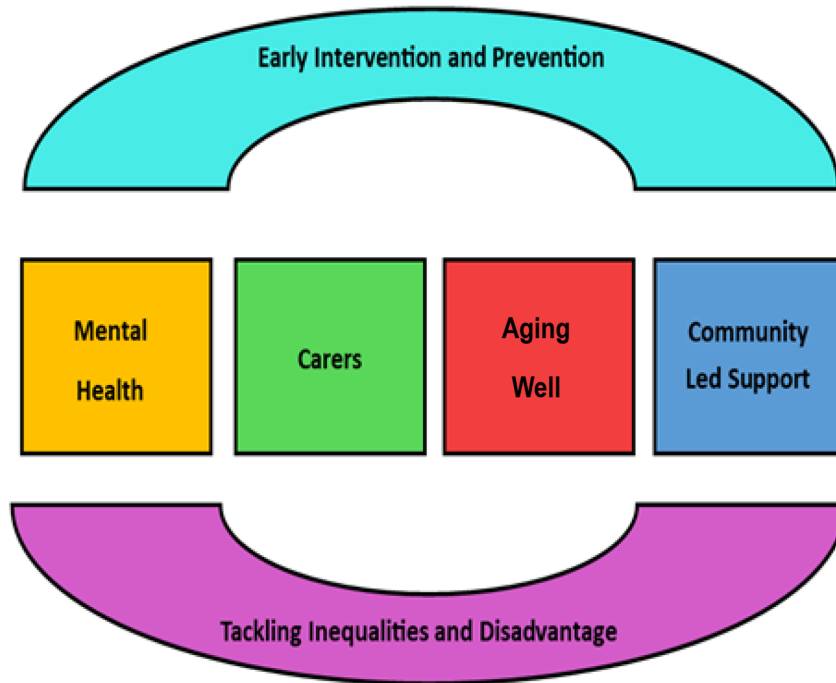 Early Intervention and Prevention
Mental
Health
Carers
Aging
Well
Community
Led Support
Tackling Inequalities and Disadvantage